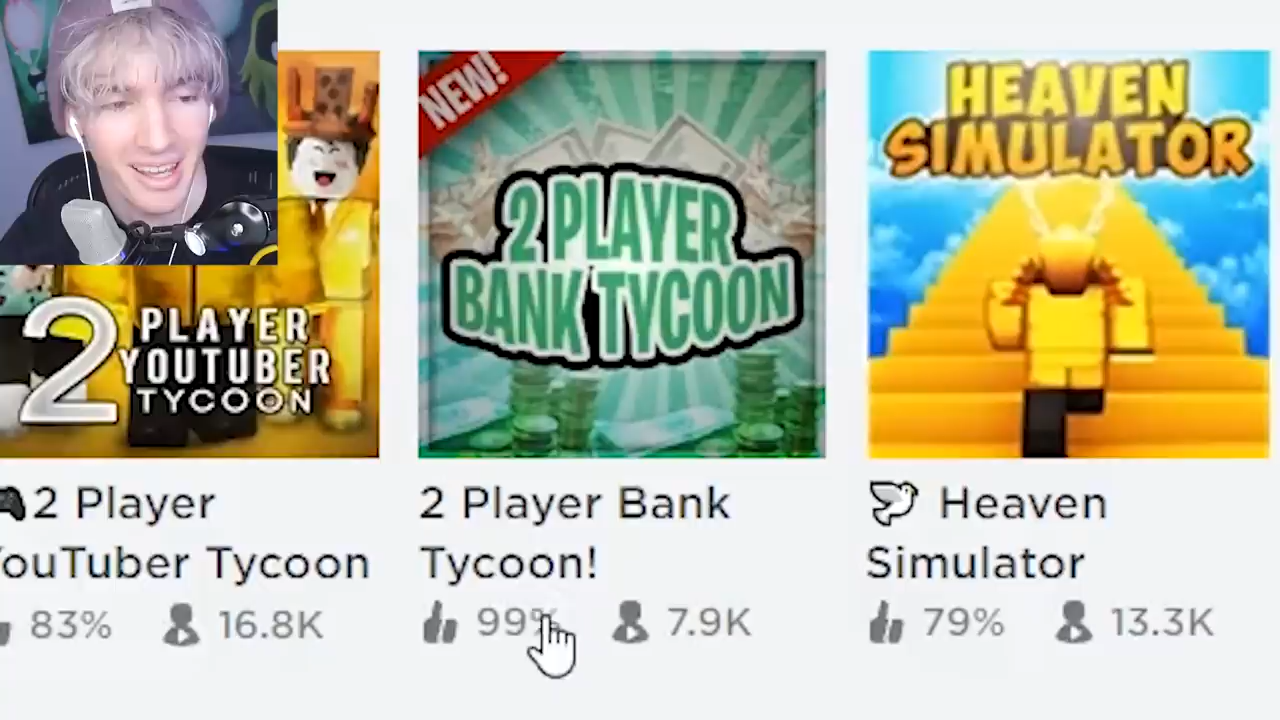 NEW!
2 PLAYER
BANK TYCOON
HEAVEN
SIMULATOR
2 PLAYER
YOUTUBER
TYCOON
2 Player
YouTuber Tycoon
83% 16.8K
2 Player Bank
Tycoon!
99% 7.9K
Heaven
Simulator
79% 13.3K